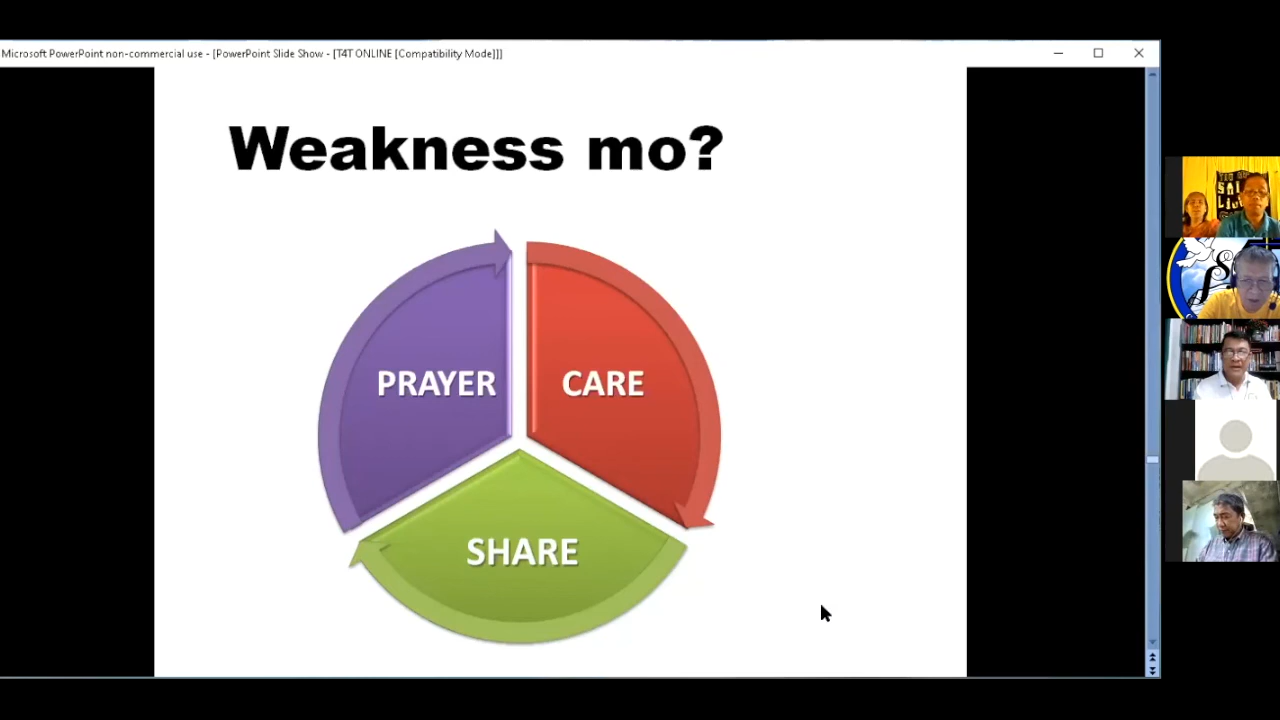 Microsoft PowerPoint non-commercial use - [PowerPoint Slide Show - [T4T ONLINE [Compatibility Mode]]]
Weakness mo?
PRAYER
CARE
SHARE